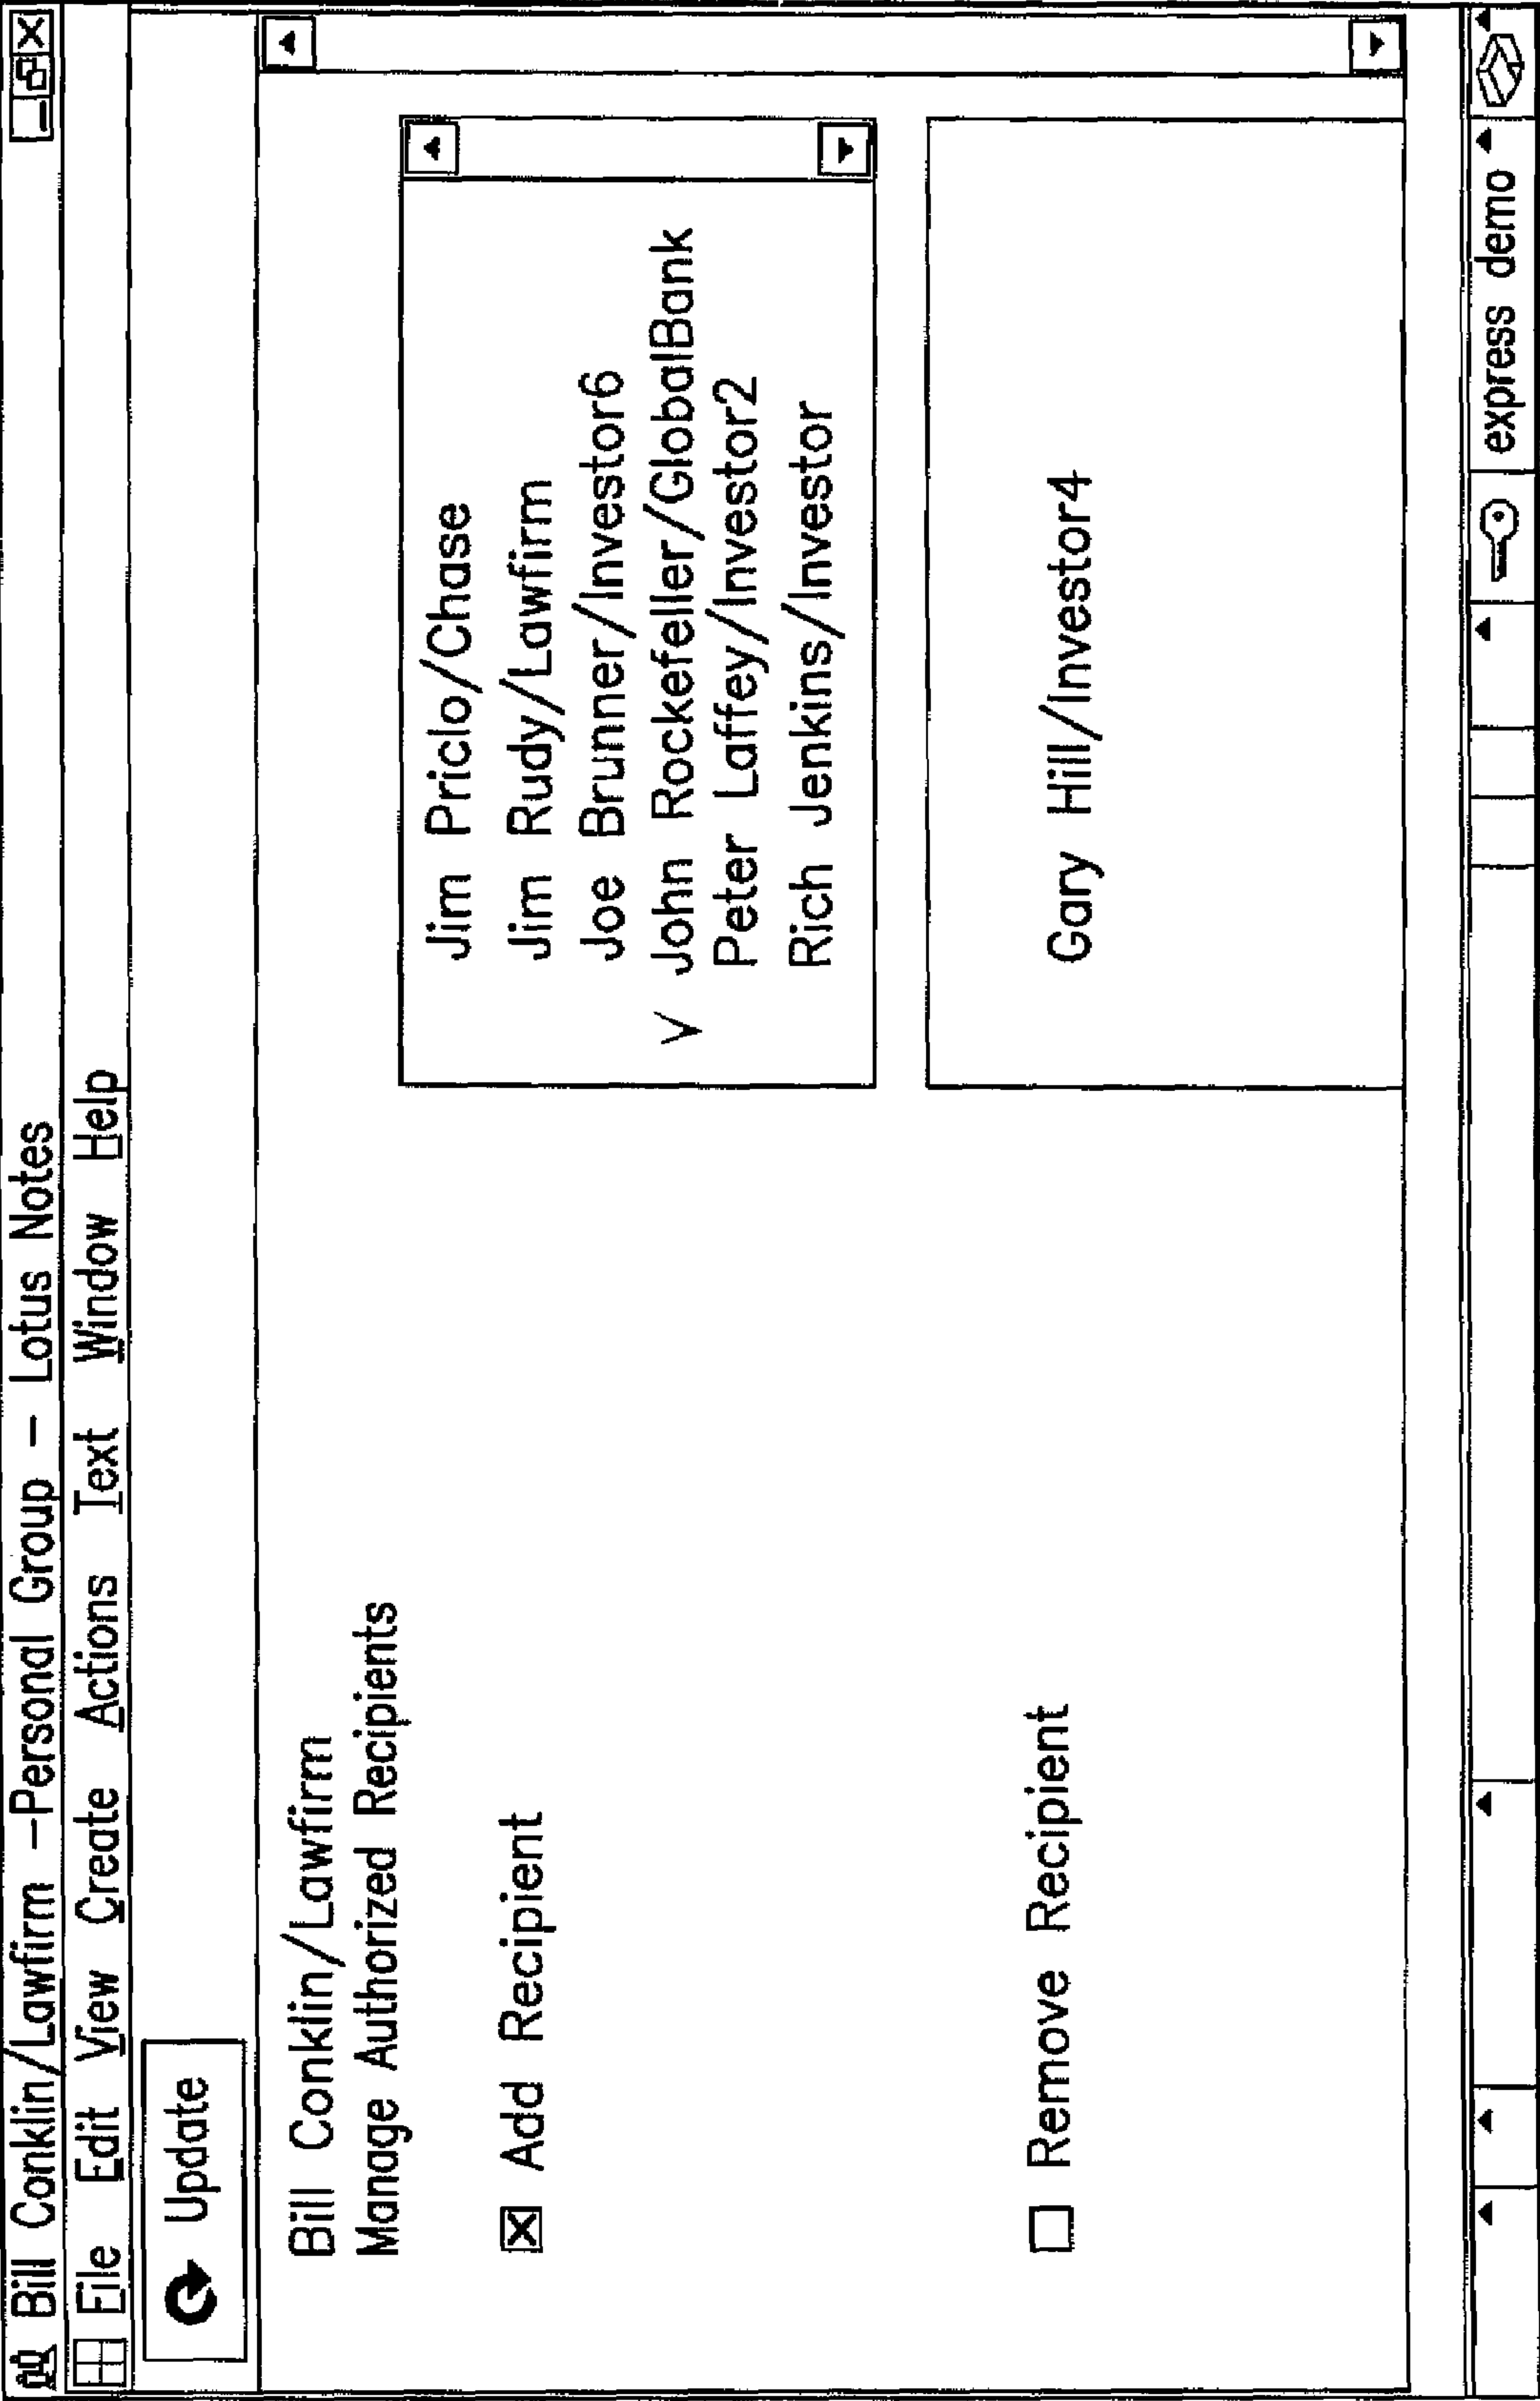 Bill Conklin/Lawfirm –Personal Group – Lotus Notes
File Edit View Create Actions Text Window Help
Update
Bill Conklin/Lawfirm
Manage Authorized Recipients
Add Recipient
Jim Priclo/Chase
Jim Rudy/Lawfirm
Joe Brunner/Investor6
John Rockefeller/GlobalBank
Peter Laffey/Investor2
Rich Jenkins/Investor
Remove Recipient
Gary Hill/Investor4
express demo